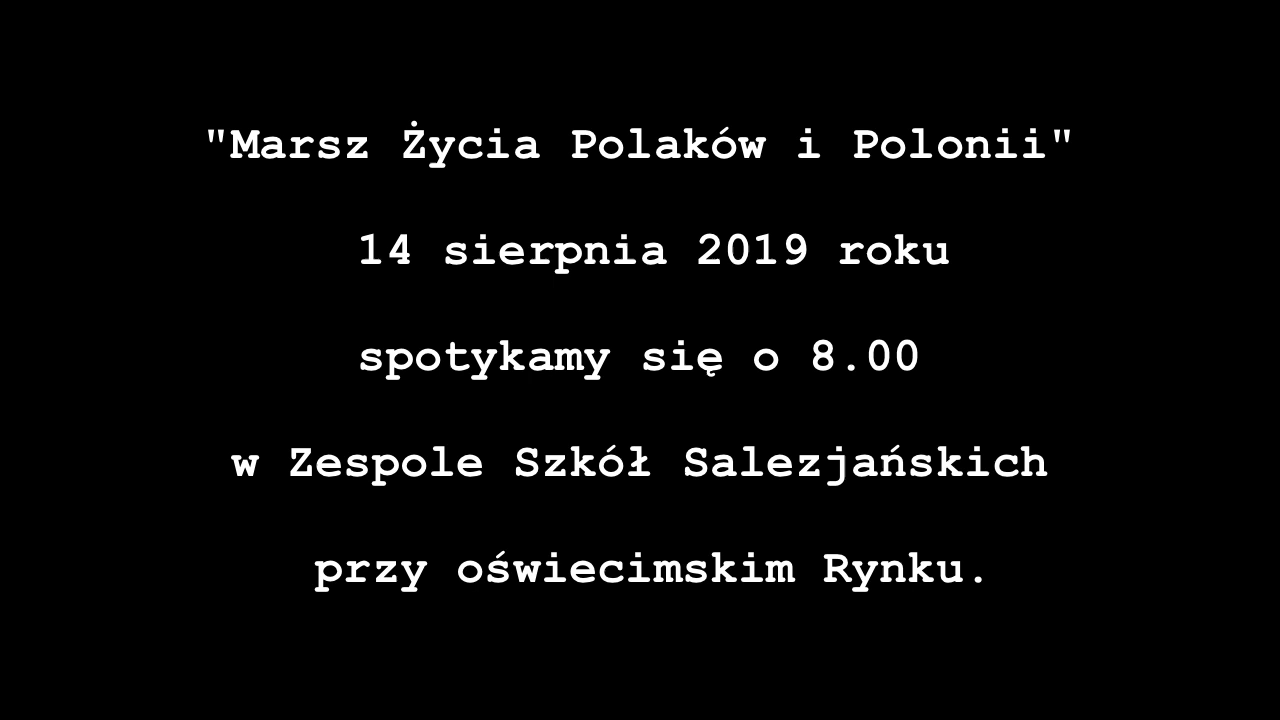 "Marsz Życia Polaków i Polonii"
14 sierpnia 2019 roku
spotykamy się o 8.00
w Zespole Szkół Salezjańskich
przy oświecimskim Rynku.